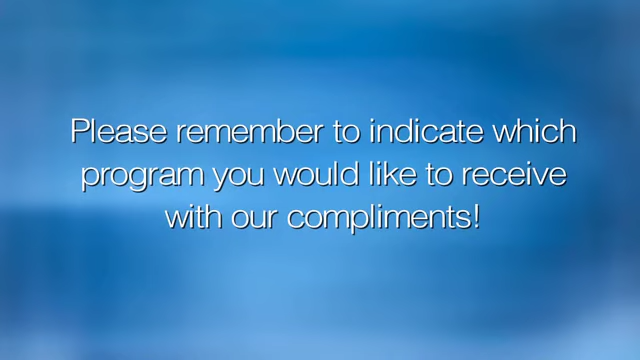 Please remember to indicate which
program you would like to receive
with our compliments!